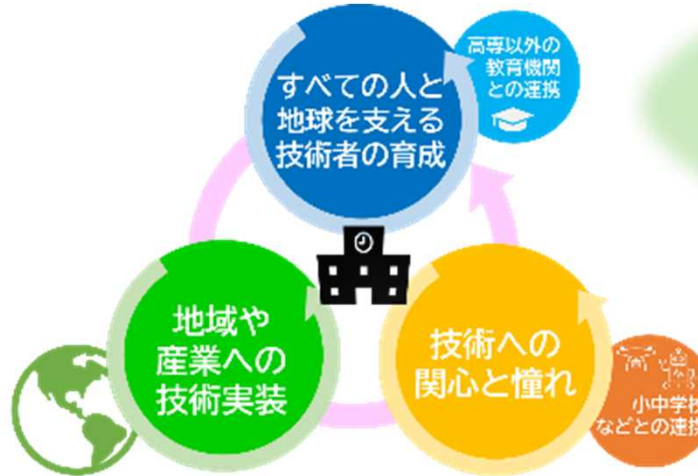 すべての人と
地球を支える
技術者の育成
高専以外の
教育機関
との連携
地域や
産業への
技術実装
技術への
関心と憧れ
小中学校
などとの連携